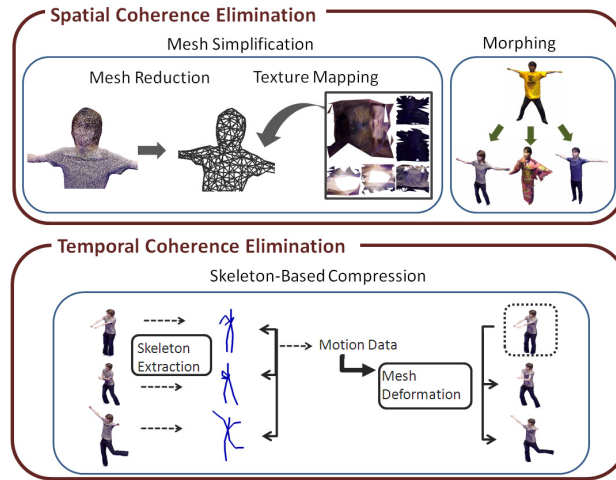 Spatial Coherence Elimination
Mesh Simplification
Morphing
Mesh Reduction
Texture Mapping
Temporal Coherence Elimination
Skeleton-Based Compression
Skeleton
Extraction
Motion Data
Mesh
Deformation